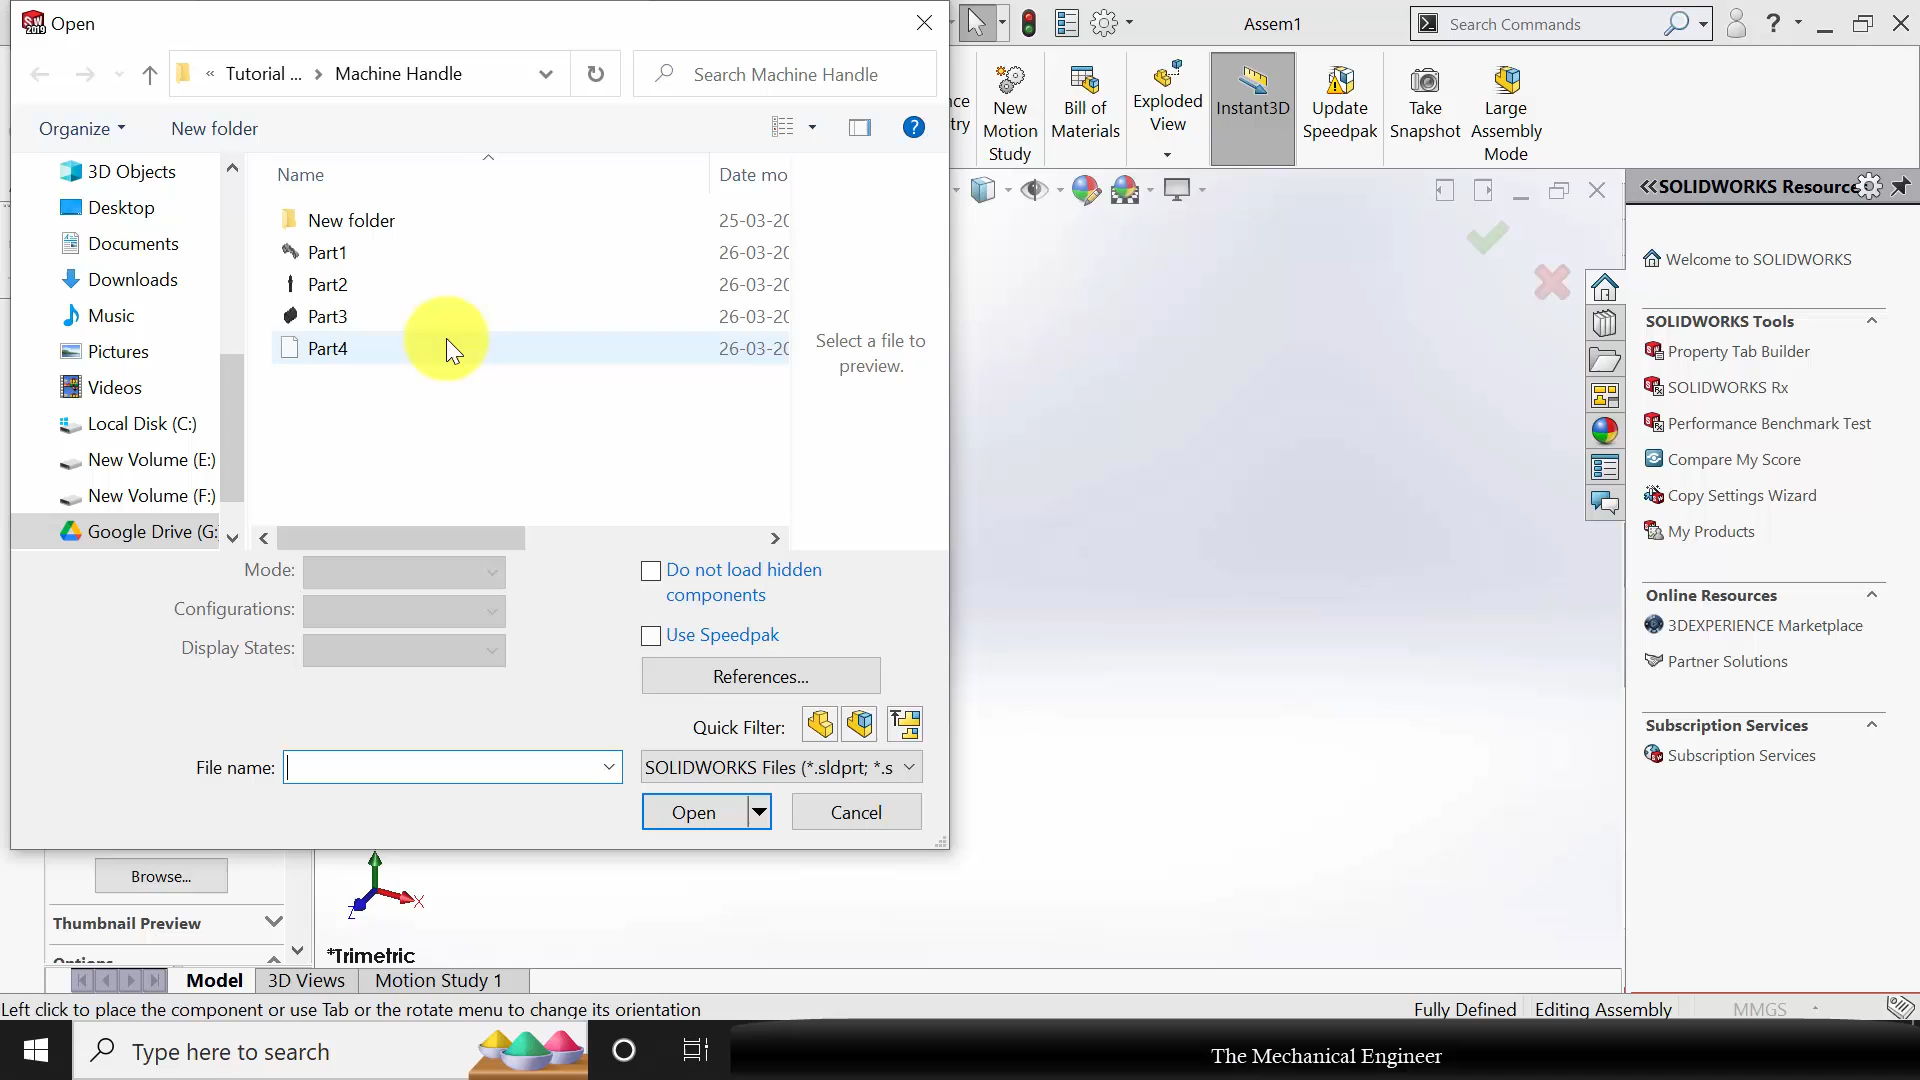 Open
Assem1
Search Commands
« Tutorial ... > Machine Handle
Search Machine Handle
Organize
New folder
New Motion Study
Bill of Materials
Exploded View
Instant3D
Update Speedpak
Take Snapshot
Large Assembly Mode
3D Objects
Desktop
Documents
Downloads
Music
Pictures
Videos
Local Disk (C:)
New Volume (E:)
New Volume (F:)
Google Drive (G:
Name
Date mo
New folder
25-03-20
Part1
26-03-20
Part2
26-03-20
Part3
26-03-20
Part4
26-03-20
Select a file to
preview.
Mode:
Configurations:
Display States:
Do not load hidden
components
Use Speedpak
References...
Quick Filter:
File name:
SOLIDWORKS Files (*.sldprt; *.s
Open
Cancel
SOLIDWORKS Resource
Welcome to SOLIDWORKS
SOLIDWORKS Tools
Property Tab Builder
SOLIDWORKS Rx
Performance Benchmark Test
Compare My Score
Copy Settings Wizard
My Products
Online Resources
3DEXPERIENCE Marketplace
Partner Solutions
Subscription Services
Subscription Services
Browse...
Thumbnail Preview
Options
X
Z
*Trimetric
Model
3D Views
Motion Study 1
Left click to place the component or use Tab or the rotate menu to change its orientation
Fully Defined
Editing Assembly
MMGS
Type here to search
The Mechanical Engineer